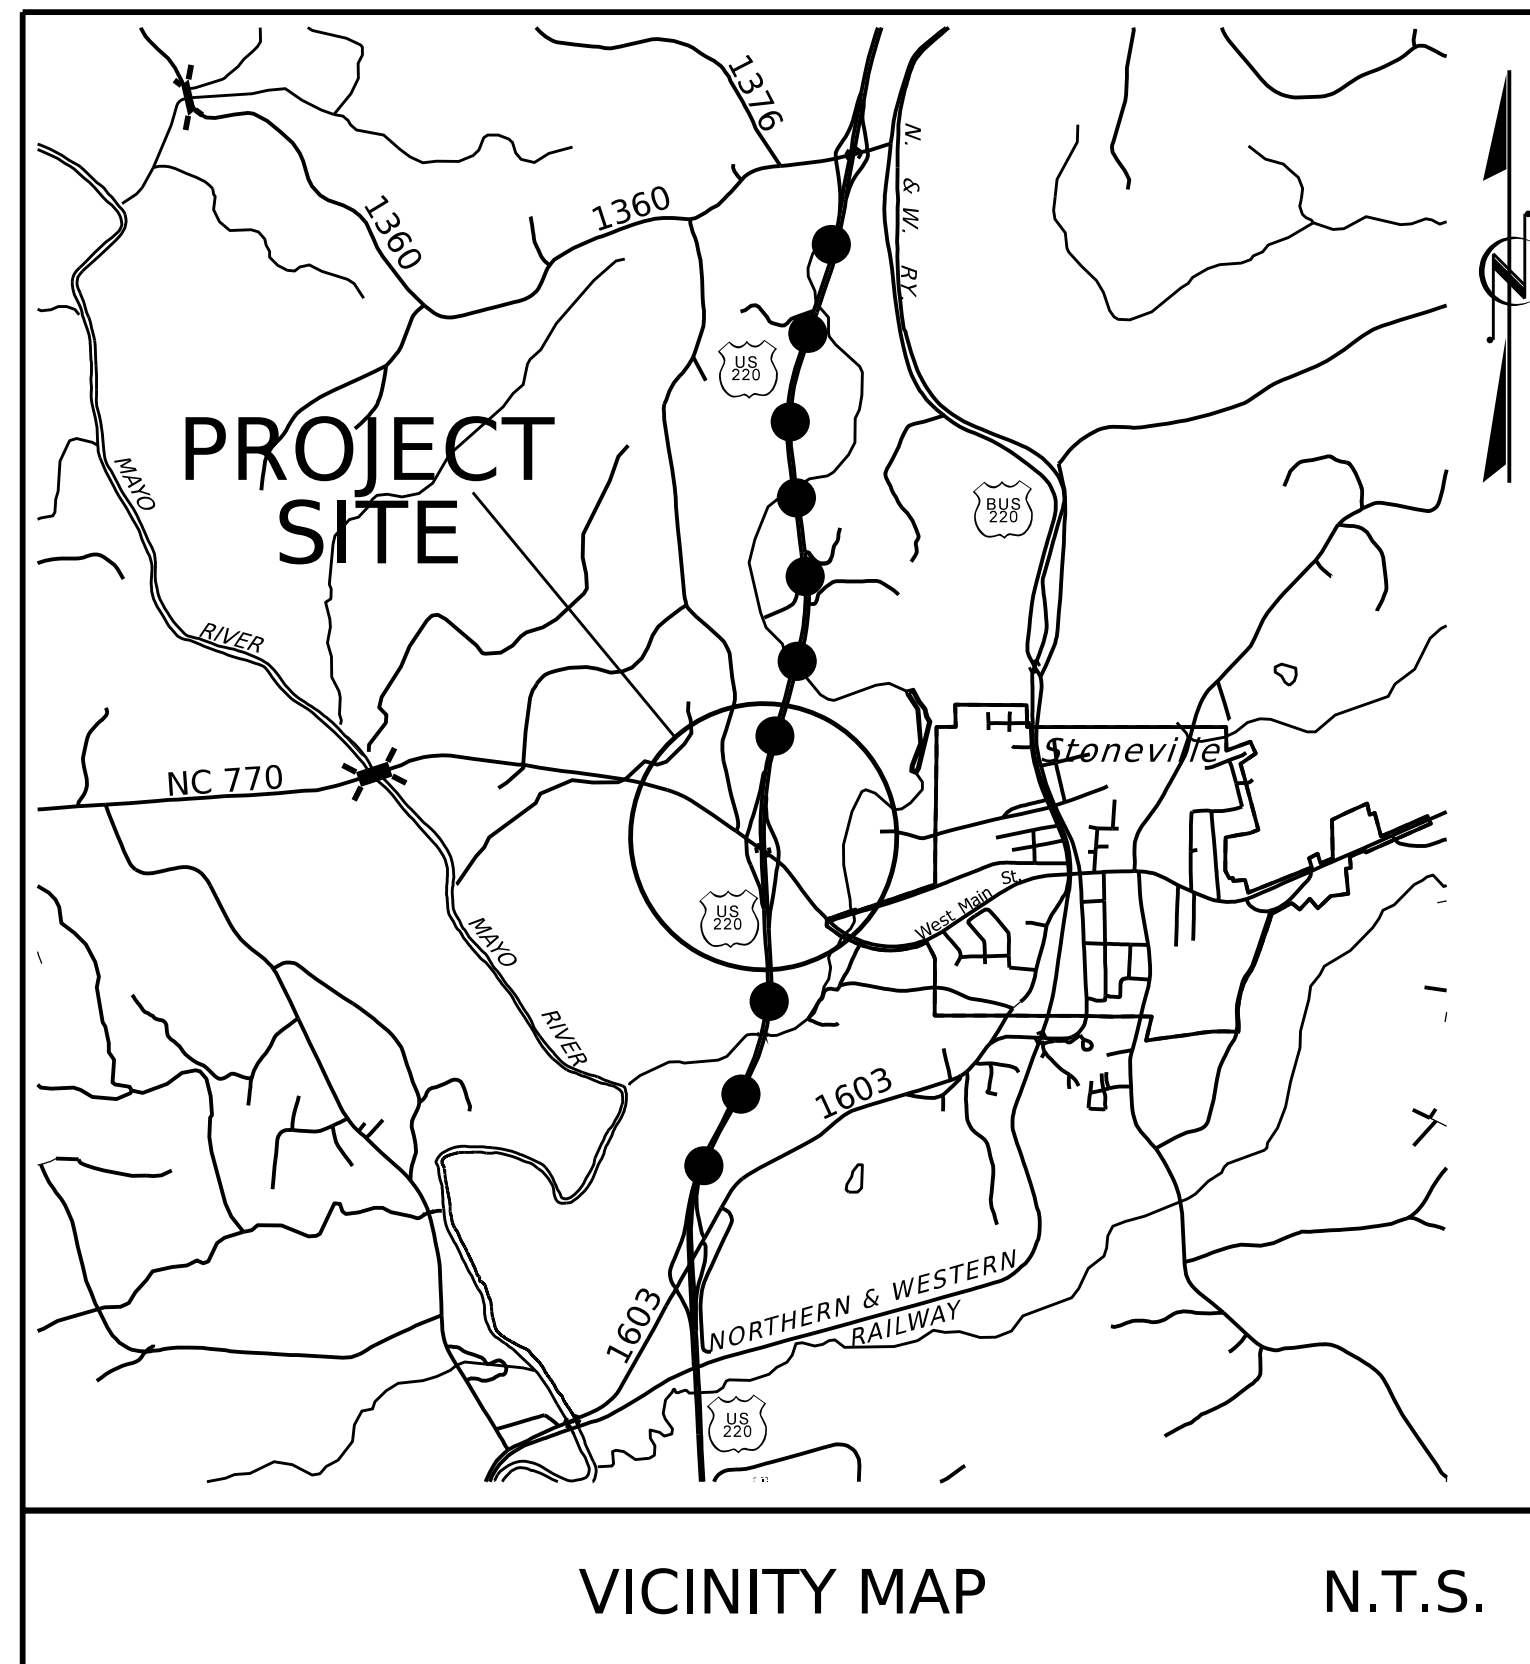 1376
N. & W. RY.
1360
1360
US
220
PROJECT
SITE
MAYO
BUS
220
RIVER
Stoneville
NC 770
West Main St.
US
220
MAYO
RIVER
1603
NORTHERN & WESTERN
RAILWAY
1603
US
220
N
VICINITY MAP
N.T.S.